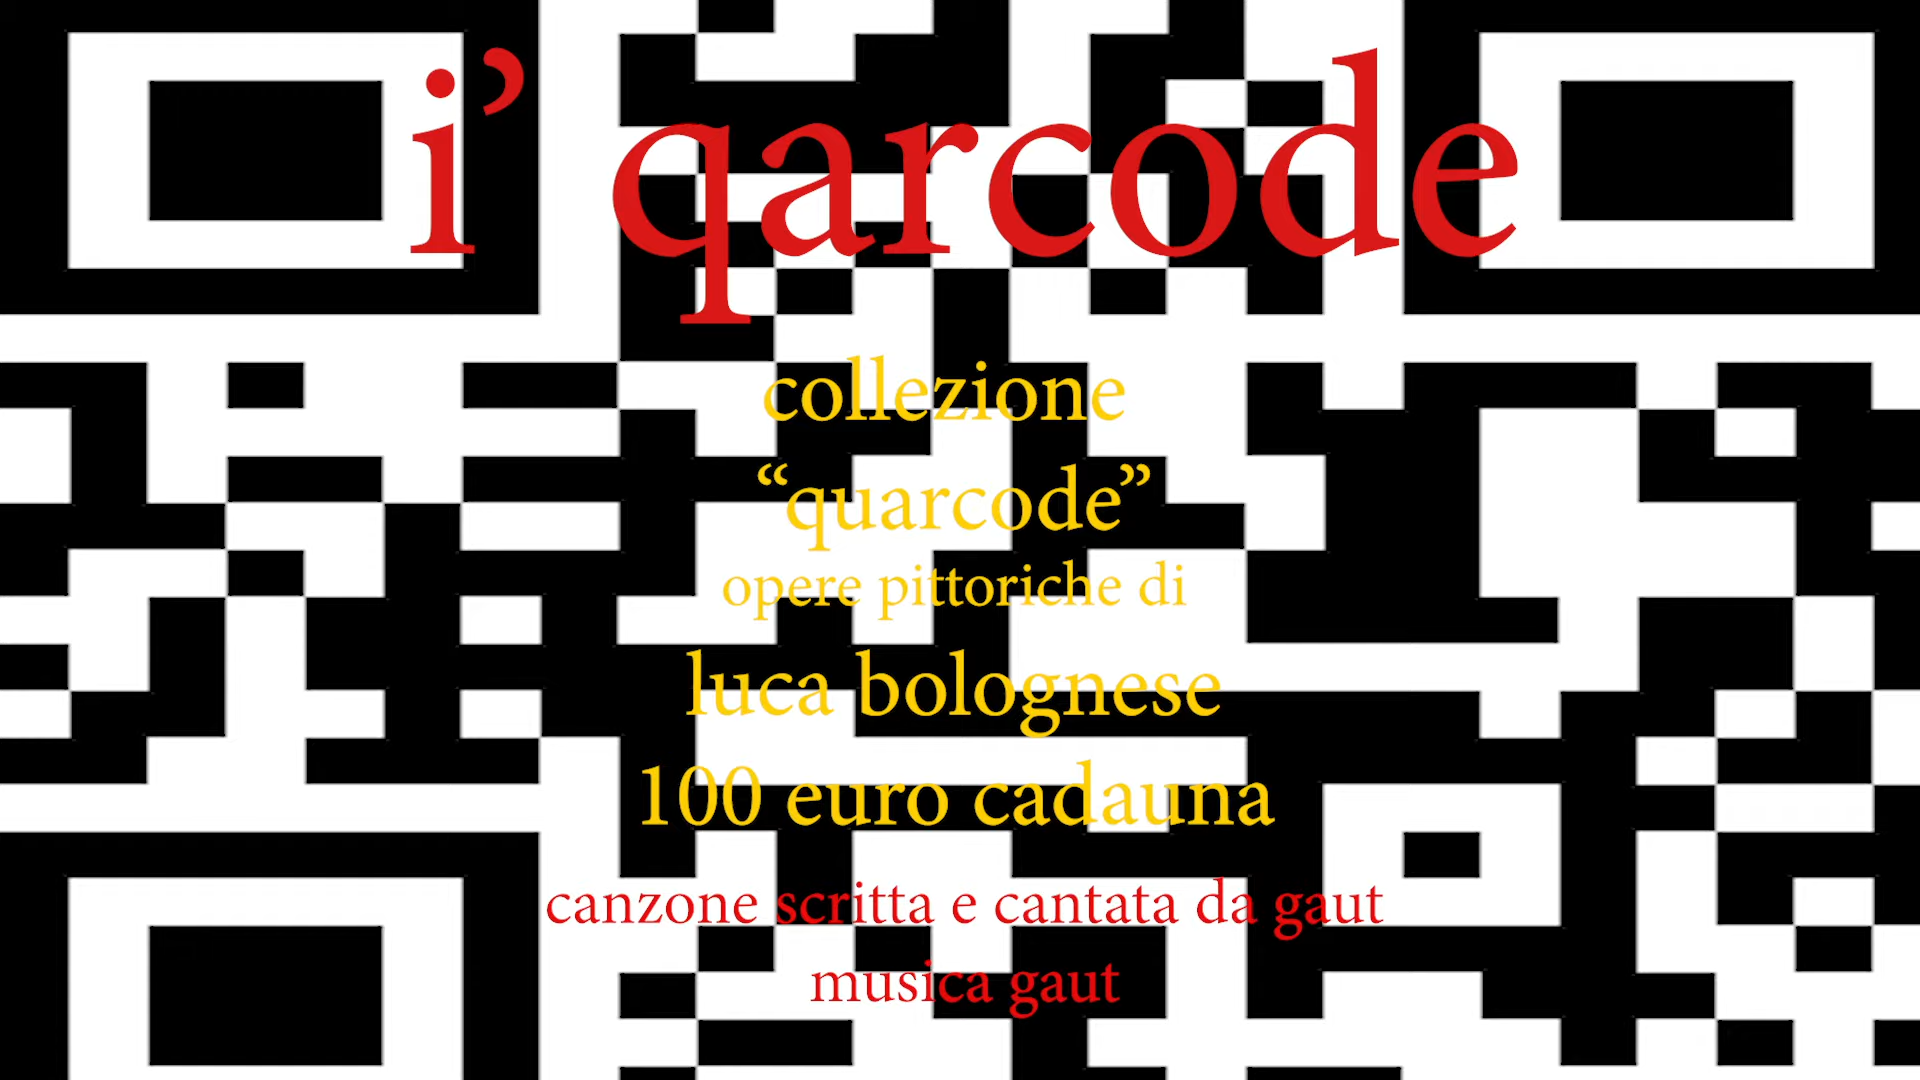 i’ qarcode
collezione
“quarcode”
opere pittoriche di
luca bolognese
100 euro cadauna
canzone scritta e cantata da gaut
musica gaut